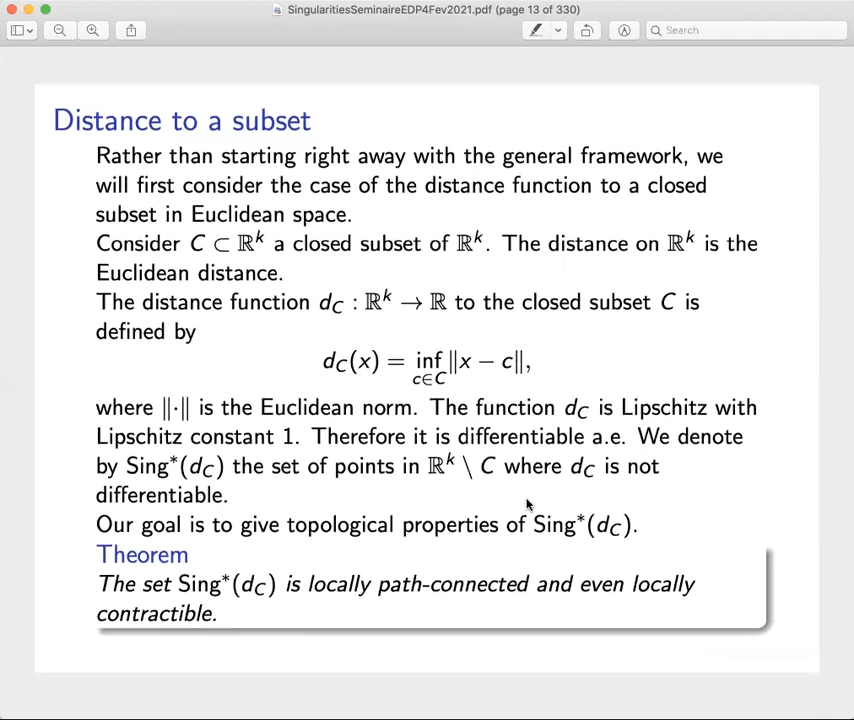 SingularitiesSeminaireEDP4Fev2021.pdf (page 13 of 330)
Search
Distance to a subset
Rather than starting right away with the general framework, we
will first consider the case of the distance function to a closed
subset in Euclidean space.
Consider C ⊂ ℝᵏ a closed subset of ℝᵏ. The distance on ℝᵏ is the
Euclidean distance.
The distance function d_C : ℝᵏ → ℝ to the closed subset C is
defined by
d_C(x) = inf_{c∈C} ‖x − c‖,
where ‖·‖ is the Euclidean norm. The function d_C is Lipschitz with
Lipschitz constant 1. Therefore it is differentiable a.e. We denote
by Sing*(d_C) the set of points in ℝᵏ \ C where d_C is not
differentiable.
Our goal is to give topological properties of Sing*(d_C).
Theorem
The set Sing*(d_C) is locally path-connected and even locally
contractible.